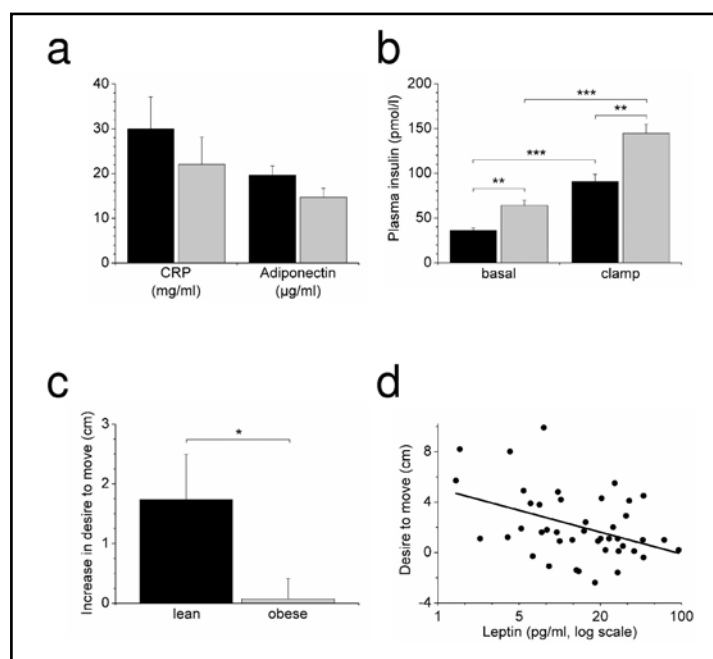 a
40
30
20
10
0
CRP
(mg/ml)
Adiponectin
(µg/ml)
b
Plasma insulin (pmol/l)
200
150
100
50
0
***
**
***
**
basal
clamp
c
Increase in desire to move (cm)
3
2
1
0
*
lean
obese
d
Desire to move (cm)
8
4
0
-4
1
5
20
100
Leptin (pg/ml, log scale)